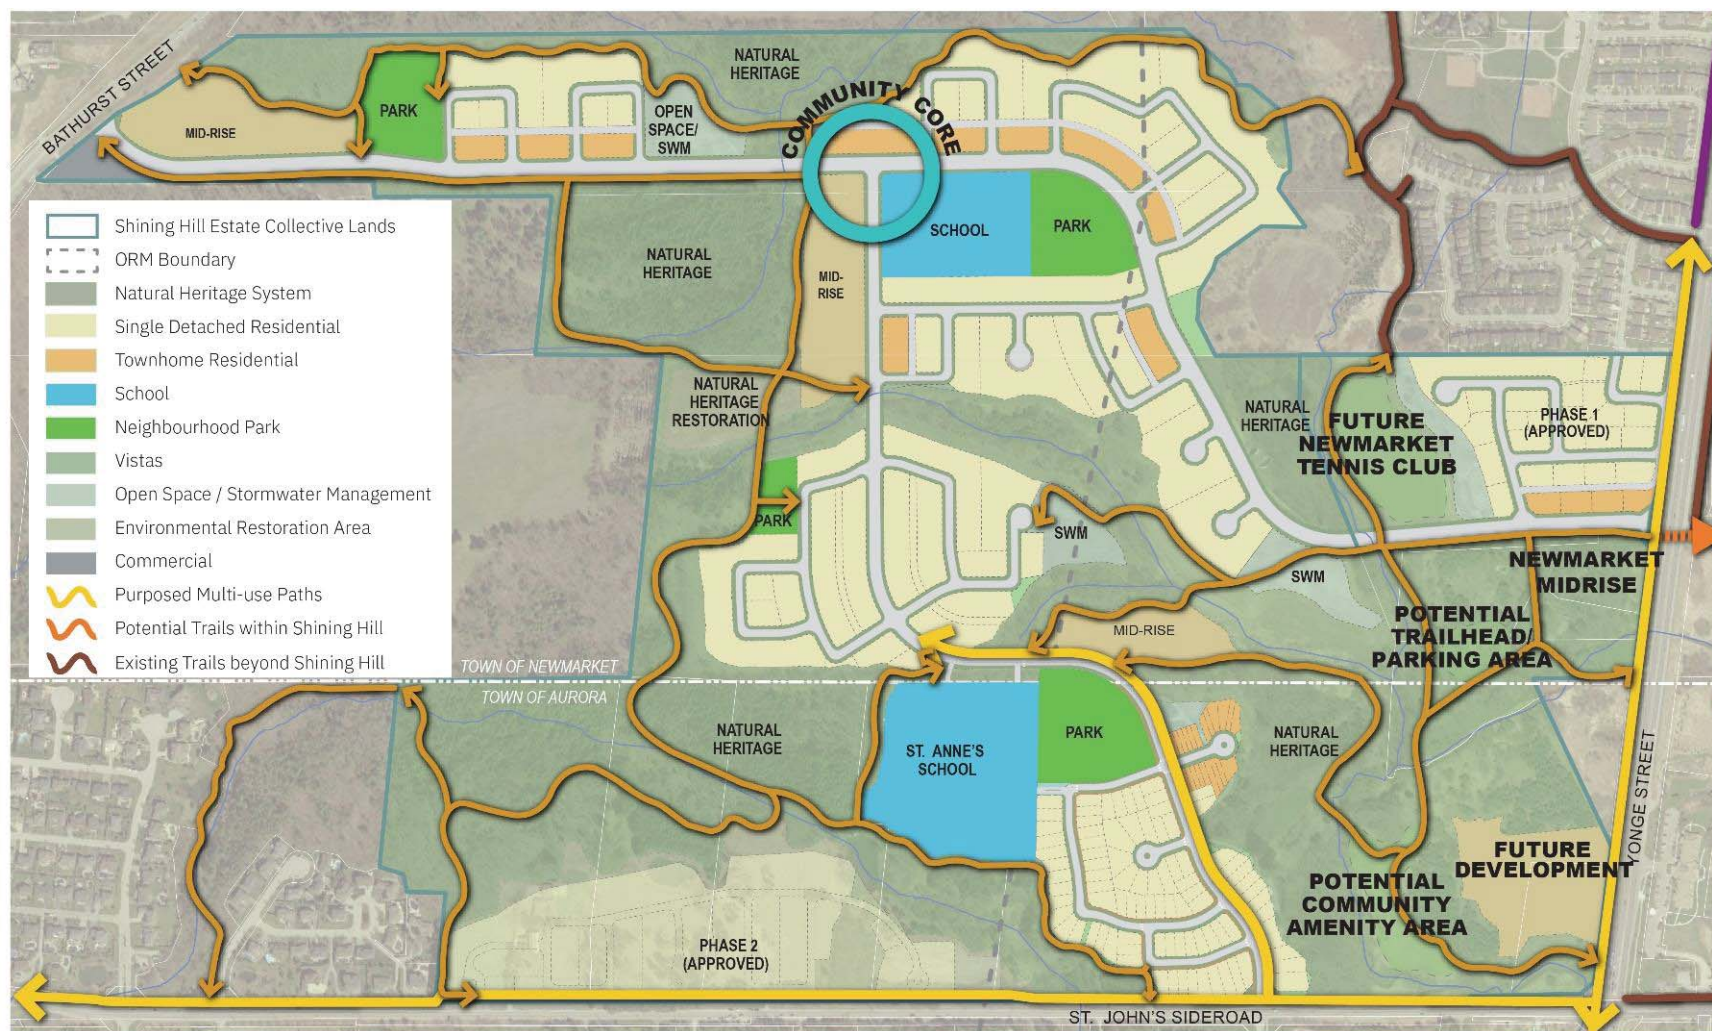 BATHURST STREET
MID-RISE
PARK
OPEN
SPACE/
SWM
NATURAL
HERITAGE
COMMUNITY CORE
SCHOOL
PARK
NATURAL
HERITAGE
MID-
RISE
Shining Hill Estate Collective Lands
ORM Boundary
Natural Heritage System
Single Detached Residential
Townhome Residential
School
Neighbourhood Park
Vistas
Open Space / Stormwater Management
Environmental Restoration Area
Commercial
Purposed Multi-use Paths
Potential Trails within Shining Hill
Existing Trails beyond Shining Hill
NATURAL
HERITAGE
RESTORATION
PARK
SWM
NATURAL
HERITAGE
FUTURE
NEWMARKET
TENNIS CLUB
PHASE 1
(APPROVED)
SWM
NEWMARKET
MIDRISE
MID-RISE
POTENTIAL
TRAILHEAD/
PARKING AREA
TOWN OF NEWMARKET
TOWN OF AURORA
NATURAL
HERITAGE
ST. ANNE'S
SCHOOL
PARK
NATURAL
HERITAGE
YONGE STREET
FUTURE
DEVELOPMENT
POTENTIAL
COMMUNITY
AMENITY AREA
PHASE 2
(APPROVED)
ST. JOHN'S SIDEROAD